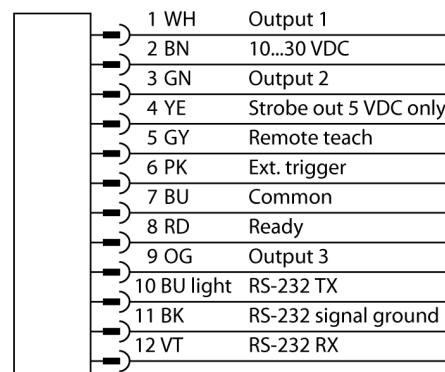 1 WH Output 1
2 BN 10...30 VDC
3 GN Output 2
4 YE Strobe out 5 VDC only
5 GY Remote teach
6 PK Ext. trigger
7 BU Common
8 RD Ready
9 OG Output 3
10 BU light RS-232 TX
11 BK RS-232 signal ground
12 VT RS-232 RX